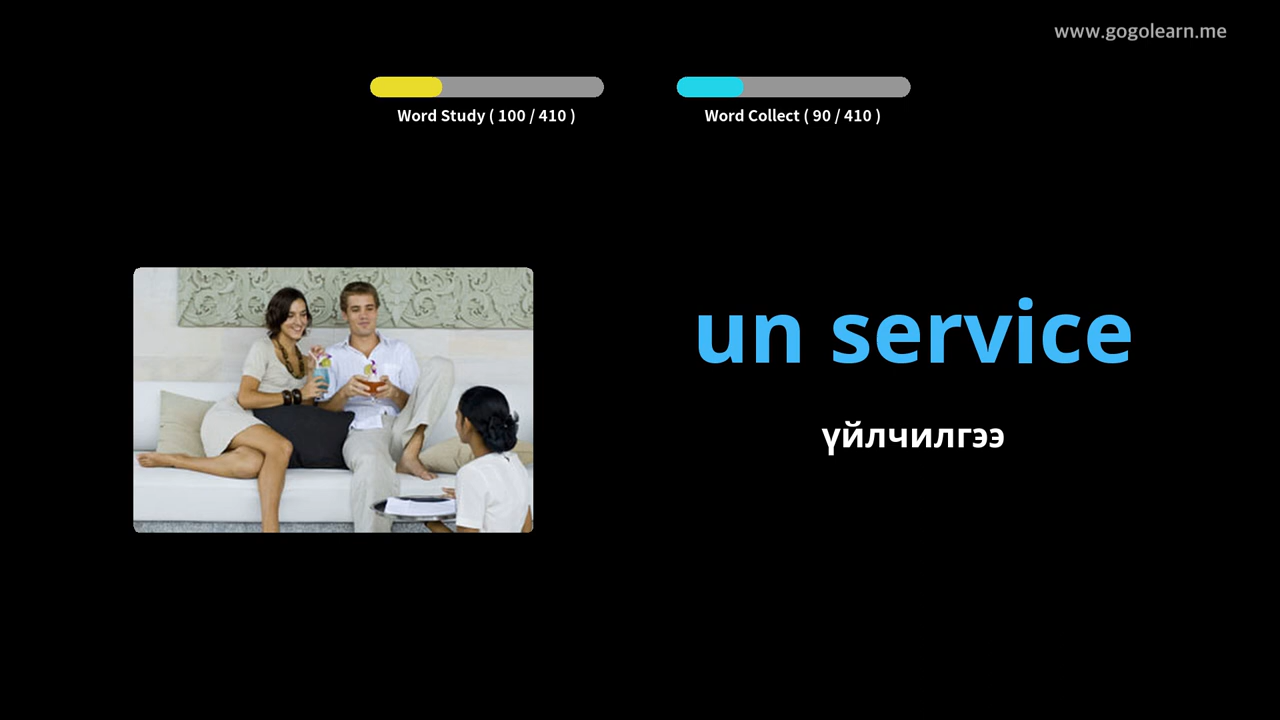 www.gogolearn.me
Word Study ( 100 / 410 )
Word Collect ( 90 / 410 )
un service
үйлчилгээ